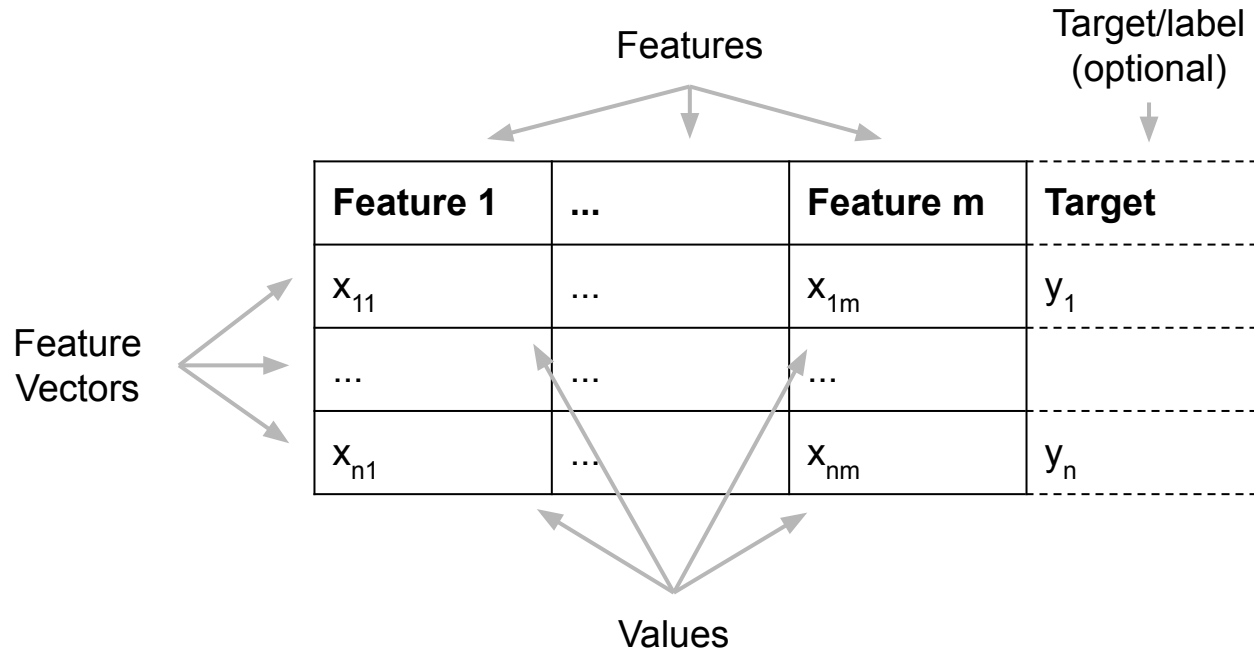 Features
Target/label
(optional)
Feature 1 ... Feature m Target
x11 ... x1m y1
Feature
Vectors
... ... ...
xn1 ... xnm yn
Values